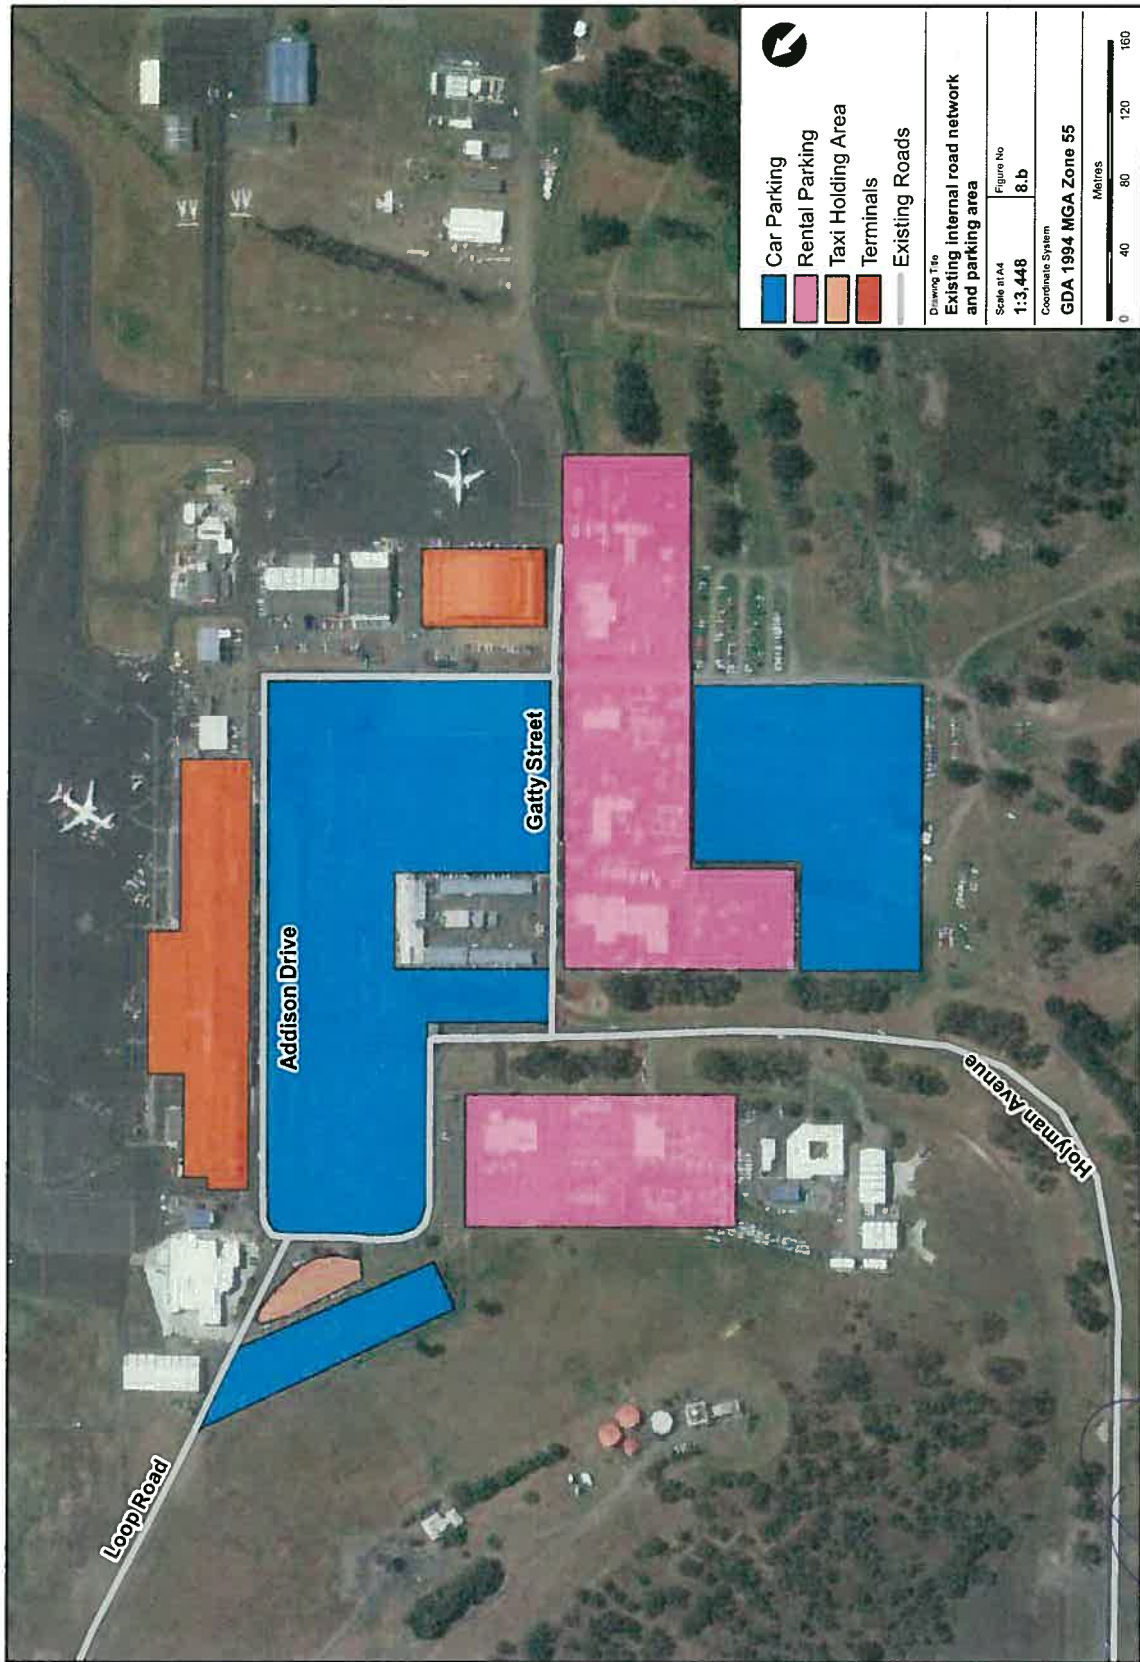 Car Parking
Rental Parking
Taxi Holding Area
Terminals
Existing Roads
Drawing Title
Existing internal road network
and parking area
Scale at A4
1:3,448
Figure No
8.b
Coordinate System
GDA 1994 MGA Zone 55
Metres
0 40 80 120 160
Addison Drive
Gatty Street
Holyman Avenue
Loop Road